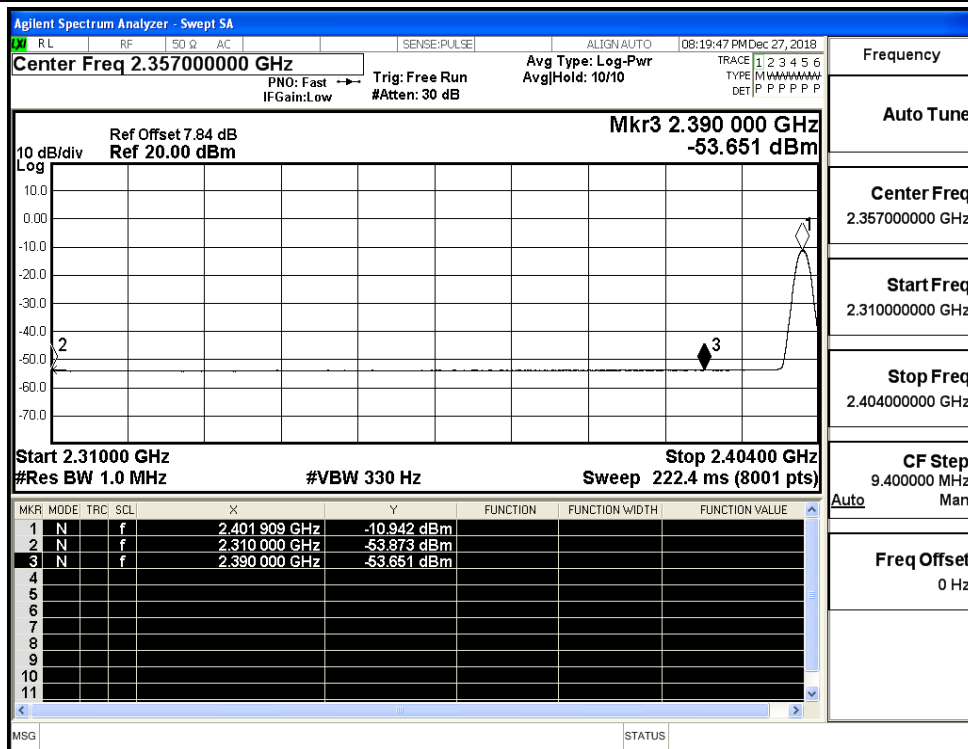 Agilent Spectrum Analyzer - Swept SA
LXI RL RF 50 Ω AC SENSE:PULSE ALIGN AUTO 08:19:47 PM Dec 27, 2018
Center Freq 2.357000000 GHz
PNO: Fast
IFGain:Low
Trig: Free Run
#Atten: 30 dB
Avg Type: Log-Pwr
Avg|Hold: 10/10
TRACE 1 2 3 4 5 6
TYPE M WWWWW
DET P P P P P P
Ref Offset 7.84 dB
10 dB/div Ref 20.00 dBm
Log
Mkr3 2.390 000 GHz
-53.651 dBm
10.0
0.00
-10.0
-20.0
-30.0
-40.0
-50.0
-60.0
-70.0
1
2
3
Start 2.31000 GHz Stop 2.40400 GHz
#Res BW 1.0 MHz #VBW 330 Hz Sweep 222.4 ms (8001 pts)
MKR MODE TRC SCL X Y FUNCTION FUNCTION WIDTH FUNCTION VALUE
1 N f 2.401 909 GHz -10.942 dBm
2 N f 2.310 000 GHz -53.873 dBm
3 N f 2.390 000 GHz -53.651 dBm
4
5
6
7
8
9
10
11
MSG STATUS
Frequency
Auto Tune
Center Freq
2.357000000 GHz
Start Freq
2.310000000 GHz
Stop Freq
2.404000000 GHz
CF Step
9.400000 MHz
Auto Man
Freq Offset
0 Hz